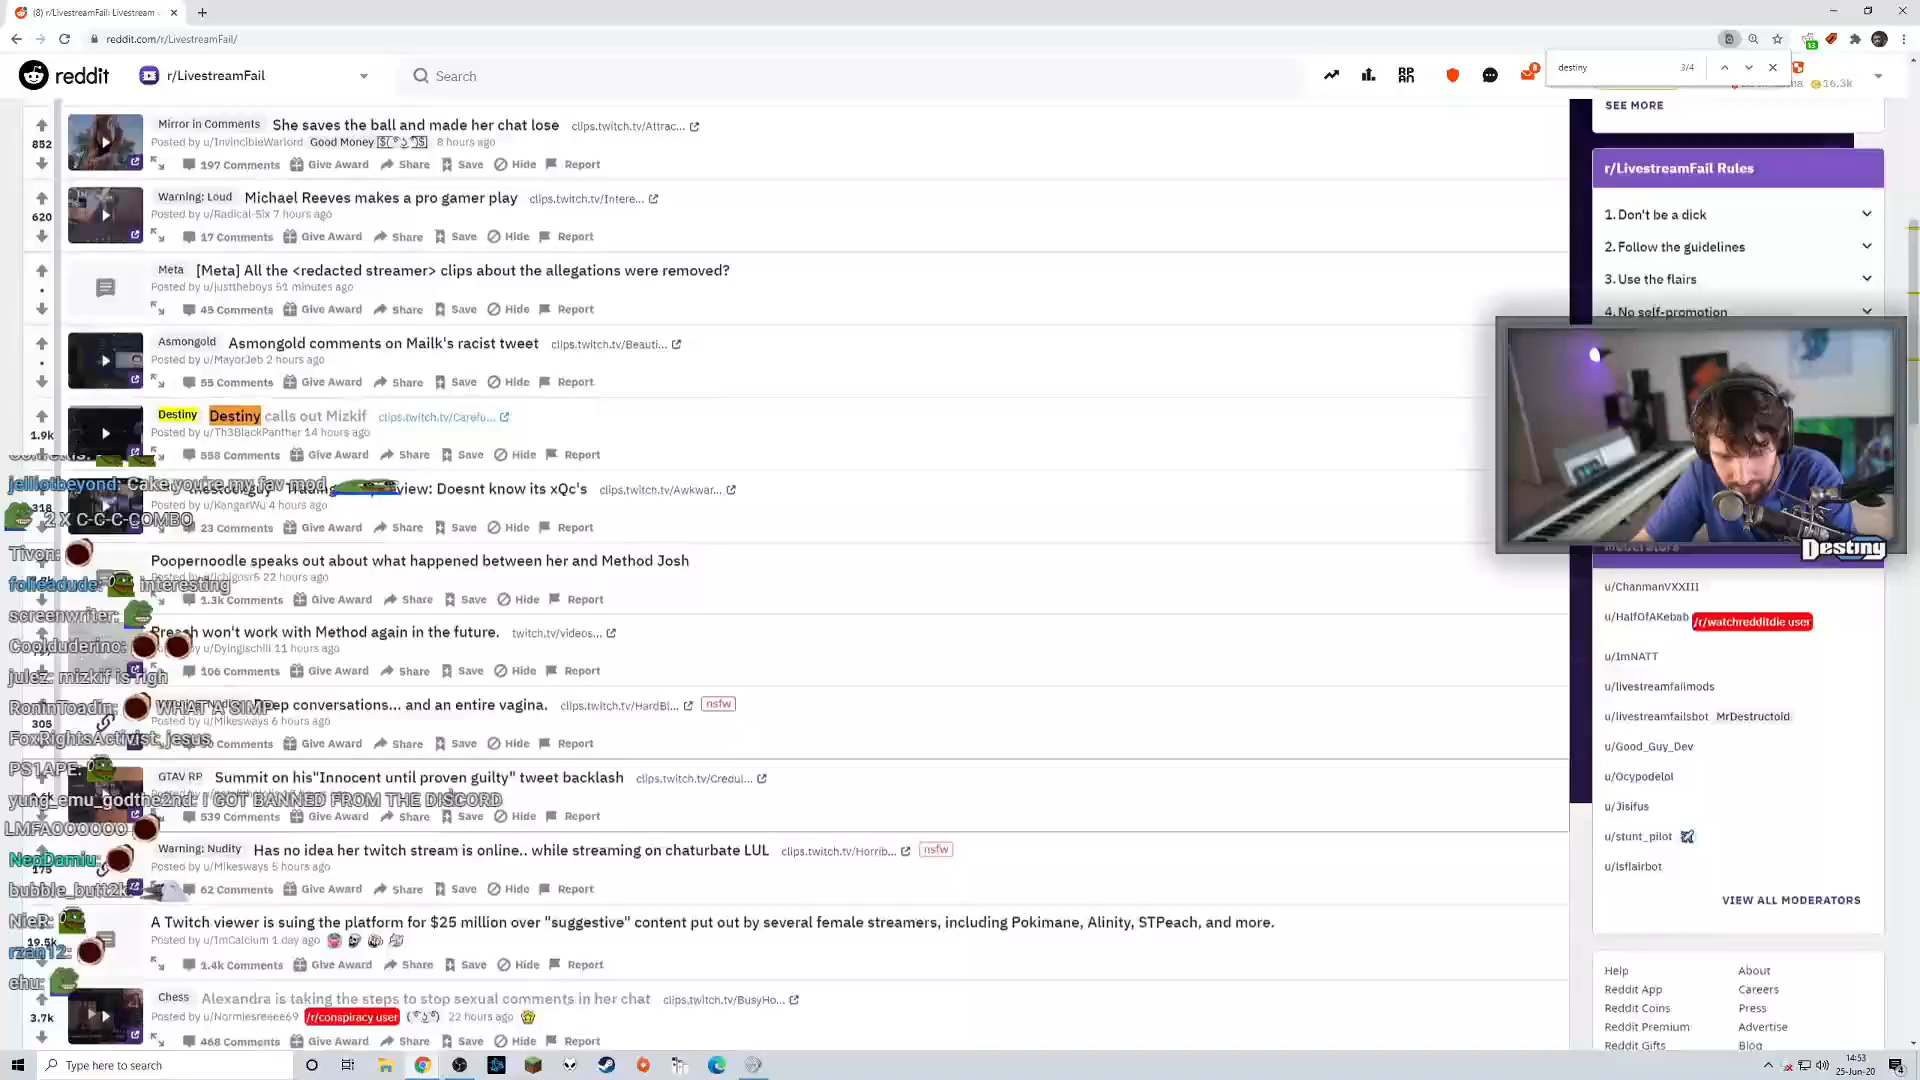 (8) r/LivestreamFail: Livestream
reddit.com/r/LivestreamFail/
reddit
r/LivestreamFail
Search
destiny
3/4
16.3k
852
Mirror in Comments She saves the ball and made her chat lose clips.twitch.tv/Attrac...
Posted by u/InvincibleWarlord Good Money 8 hours ago
197 Comments Give Award Share Save Hide Report
620
Warning: Loud Michael Reeves makes a pro gamer play clips.twitch.tv/Intere...
Posted by u/Radical-Six 7 hours ago
17 Comments Give Award Share Save Hide Report
Meta [Meta] All the <redacted streamer> clips about the allegations were removed?
Posted by u/justtheboys 51 minutes ago
45 Comments Give Award Share Save Hide Report
Asmongold Asmongold comments on Mailk's racist tweet clips.twitch.tv/Beauti...
Posted by u/MayorJeb 2 hours ago
55 Comments Give Award Share Save Hide Report
1.9k
Destiny Destiny calls out Mizkif clips.twitch.tv/Carefu...
Posted by u/Th3BlackPanther 14 hours ago
558 Comments Give Award Share Save Hide Report
318
view: Doesnt know its xQc's clips.twitch.tv/Awkwar...
Posted by u/KangarWu 4 hours ago
23 Comments Give Award Share Save Hide Report
Poopernoodle speaks out about what happened between her and Method Josh
22 hours ago
1.3k Comments Give Award Share Save Hide Report
Preach won't work with Method again in the future. twitch.tv/videos...
u/Dyingischill 11 hours ago
106 Comments Give Award Share Save Hide Report
305
Deep conversations... and an entire vagina. clips.twitch.tv/HardBl... nsfw
Posted by u/Mikesways 6 hours ago
Comments Give Award Share Save Hide Report
GTAV RP Summit on his"Innocent until proven guilty" tweet backlash clips.twitch.tv/Credul...
539 Comments Give Award Share Save Hide Report
175
Warning: Nudity Has no idea her twitch stream is online.. while streaming on chaturbate LUL clips.twitch.tv/Horrib... nsfw
Posted by u/Mikesways 5 hours ago
62 Comments Give Award Share Save Hide Report
19.5k
A Twitch viewer is suing the platform for $25 million over "suggestive" content put out by several female streamers, including Pokimane, Alinity, STPeach, and more.
Posted by u/1mCalcium 1 day ago
1.4k Comments Give Award Share Save Hide Report
3.7k
Chess Alexandra is taking the steps to stop sexual comments in her chat clips.twitch.tv/BusyHo...
Posted by u/Normiesreeee69 /r/conspiracy user 22 hours ago
468 Comments Give Award Share Save Hide Report
jelliotbeyond: Cake you're my fav mod
2 X C-C-C-COMBO
Tivon:
folieadude: interesting
screenwriter:
Coolduderino:
julez: mizkif is righ
RoninToadin: WHAT A SIMP
FoxRightsActivist: jesus
PS1APE:
yung_emu_godthe2nd: I GOT BANNED FROM THE DISCORD
LMFAOOOOOO
NeoDamiu:
bubble_butt2k
NieR:
rzan12:
ehu:
SEE MORE
r/LivestreamFail Rules
1. Don't be a dick
2. Follow the guidelines
3. Use the flairs
4. No self-promotion
Destiny
u/ChanmanVXXIII
u/HalfOfAKebab /r/watchredditdie user
u/ImNATT
u/livestreamfailmods
u/livestreamfailsbot MrDestructoid
u/Good_Guy_Dev
u/Ocypodelol
u/Jisifus
u/stunt_pilot
u/lsflairbot
VIEW ALL MODERATORS
Help About
Reddit App Careers
Reddit Coins Press
Reddit Premium Advertise
Reddit Gifts Blog
Type here to search
14:53
25-Jun-20